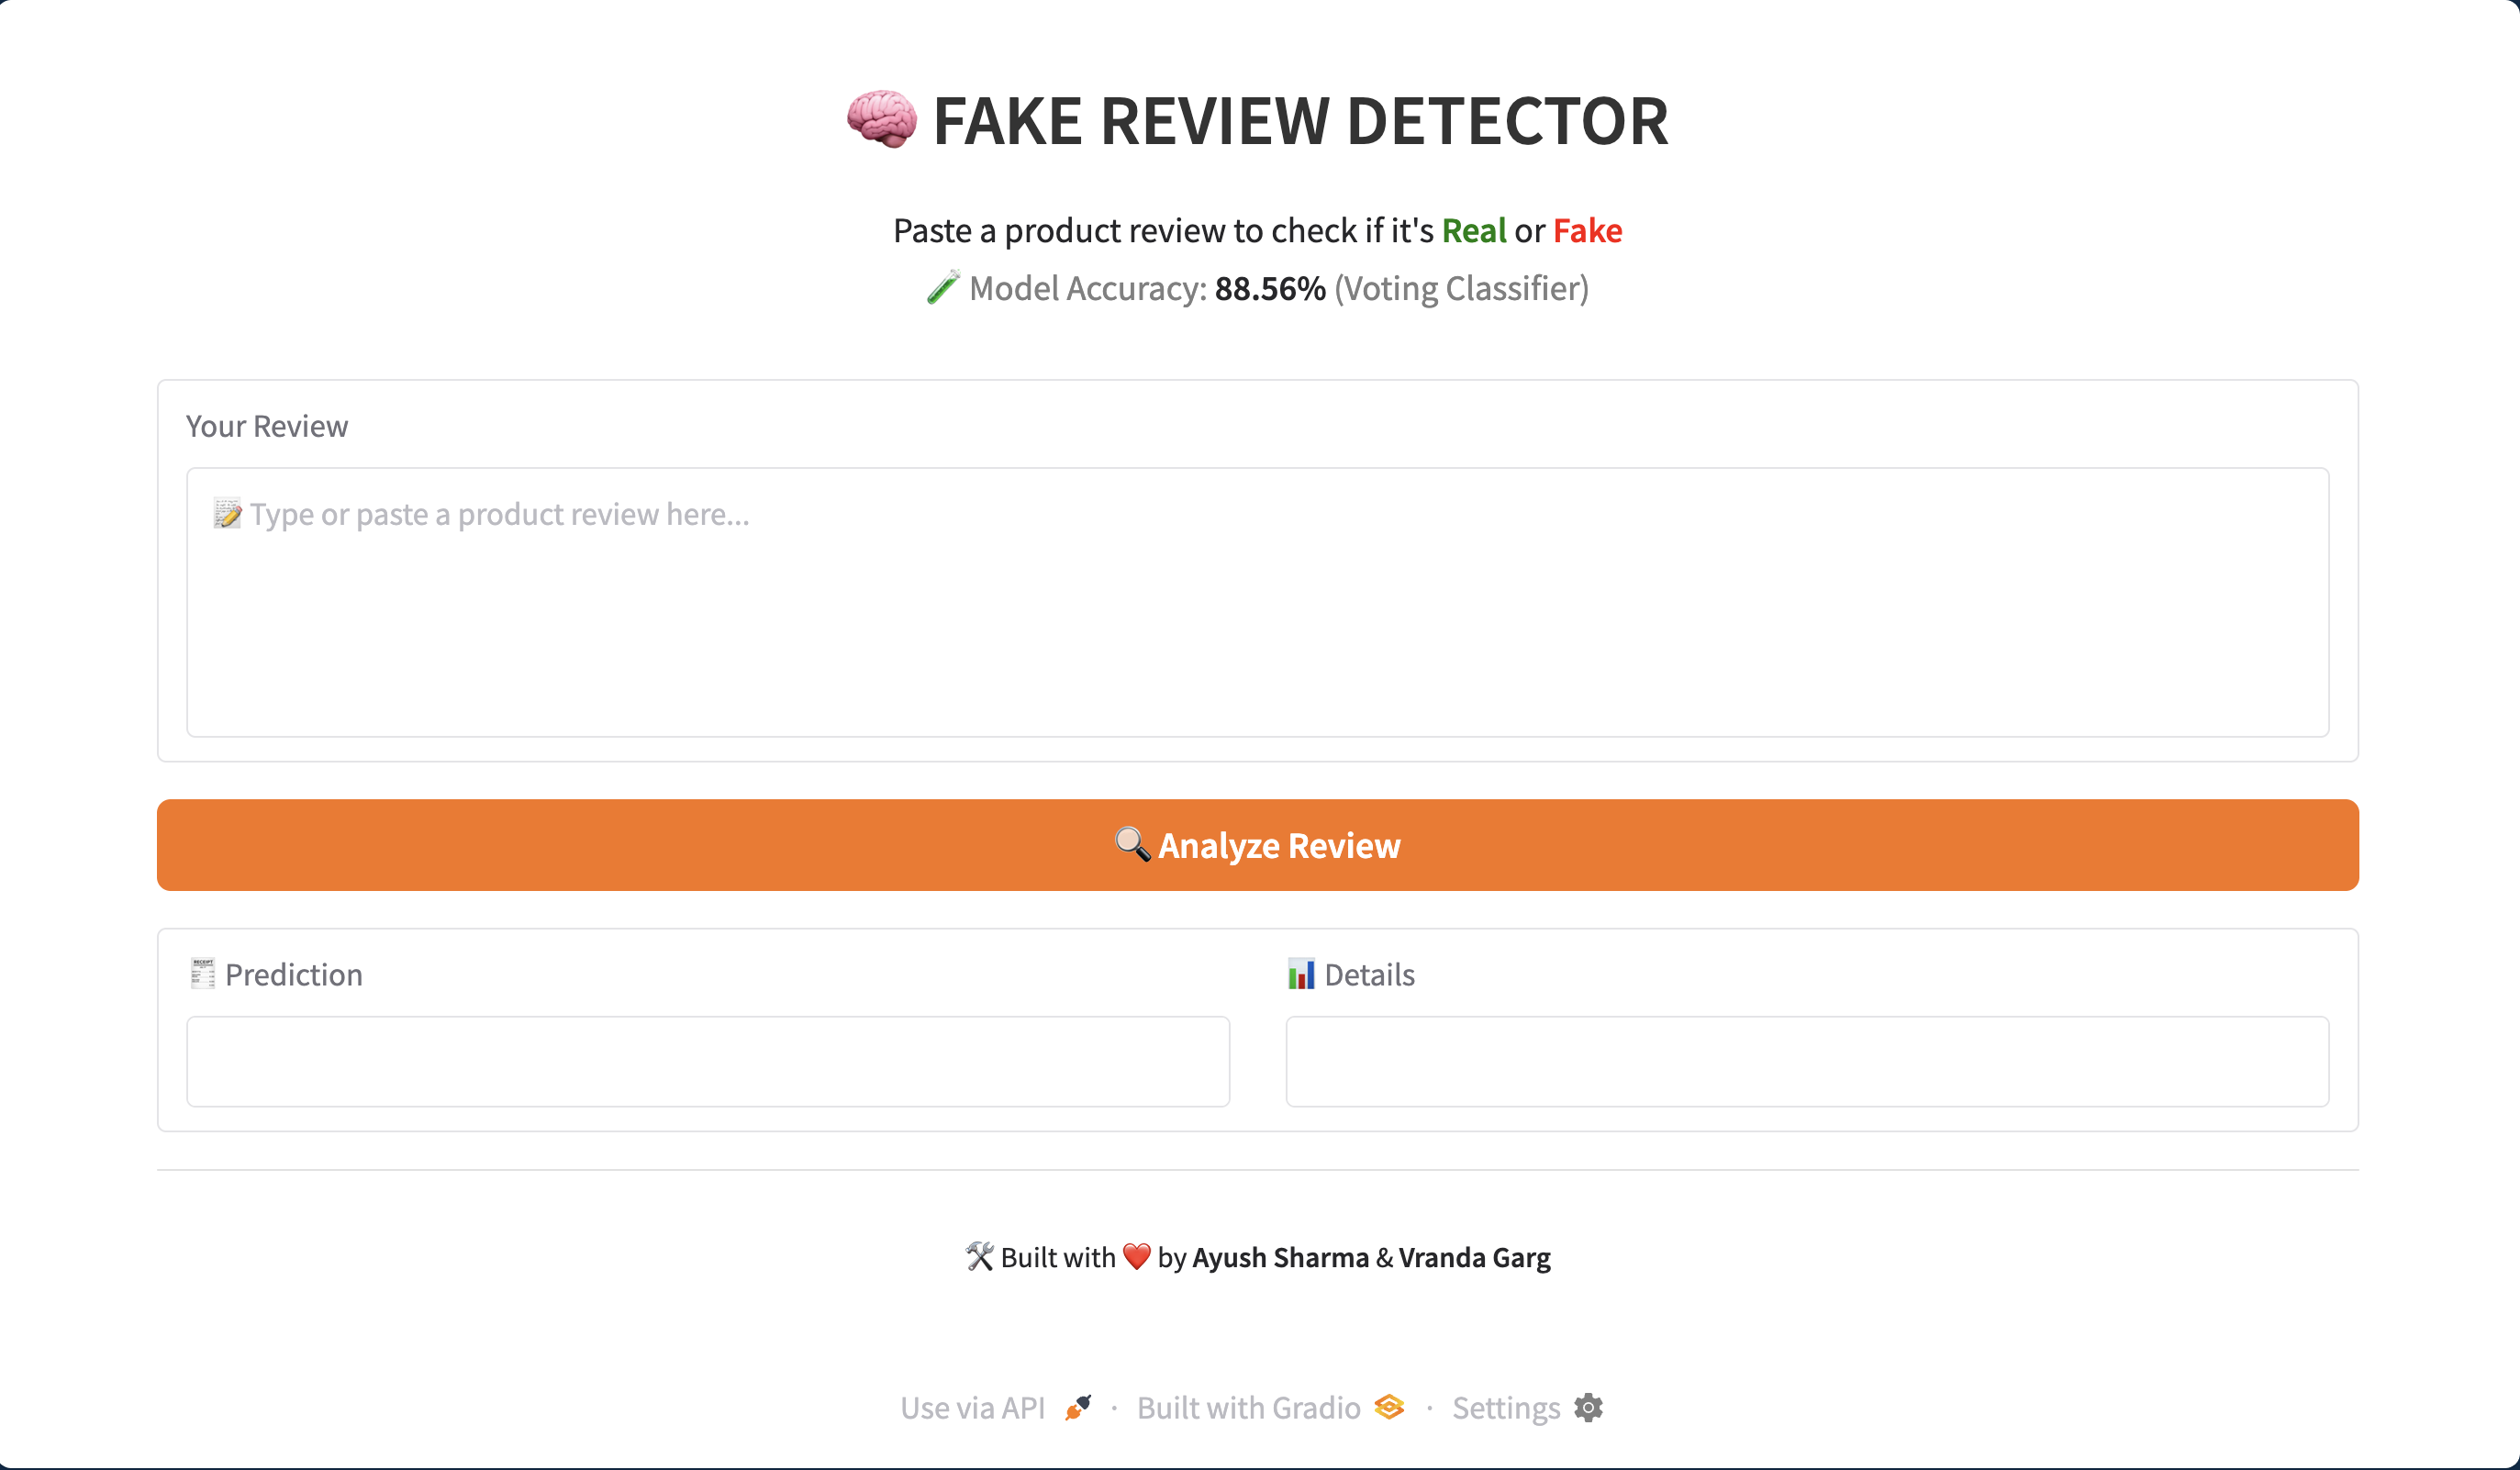 🧠 FAKE REVIEW DETECTOR
Paste a product review to check if it's Real or Fake
🧪 Model Accuracy: 88.56% (Voting Classifier)
Your Review
📝 Type or paste a product review here...
🔍 Analyze Review
🧾 Prediction
📊 Details
🛠️ Built with ❤️ by Ayush Sharma & Vranda Garg
Use via API · Built with Gradio · Settings